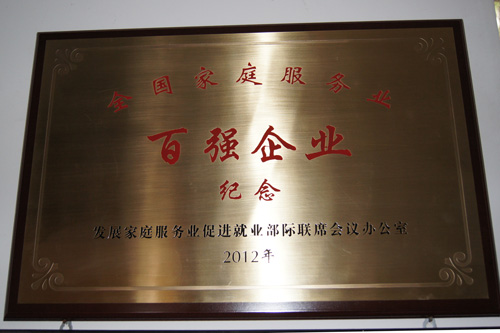 全国家庭服务业
百强企业
纪念
发展家庭服务业促进就业部际联席会议办公室
2012年